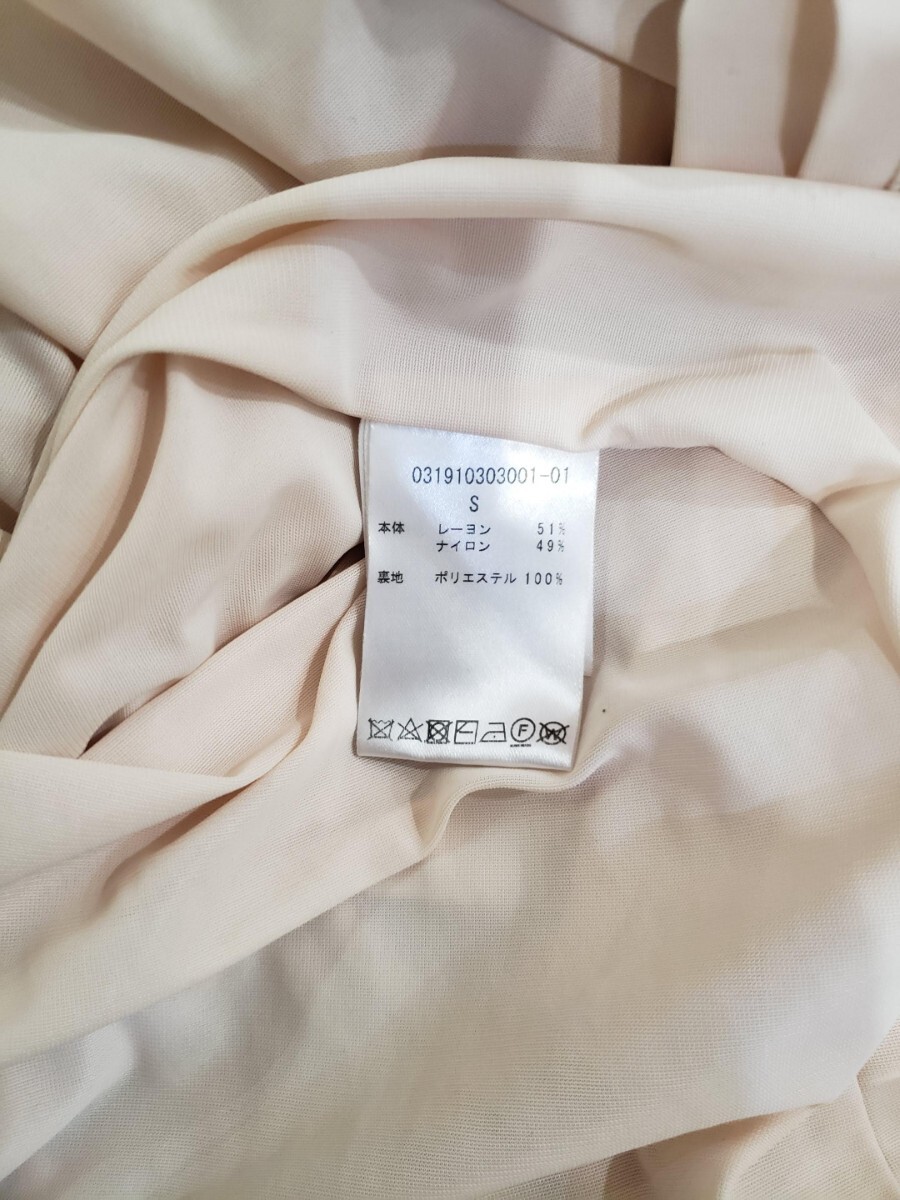 031910303001-01
S
本体 レーヨン 51%
ナイロン 49%
裏地 ポリエステル 100%
F W